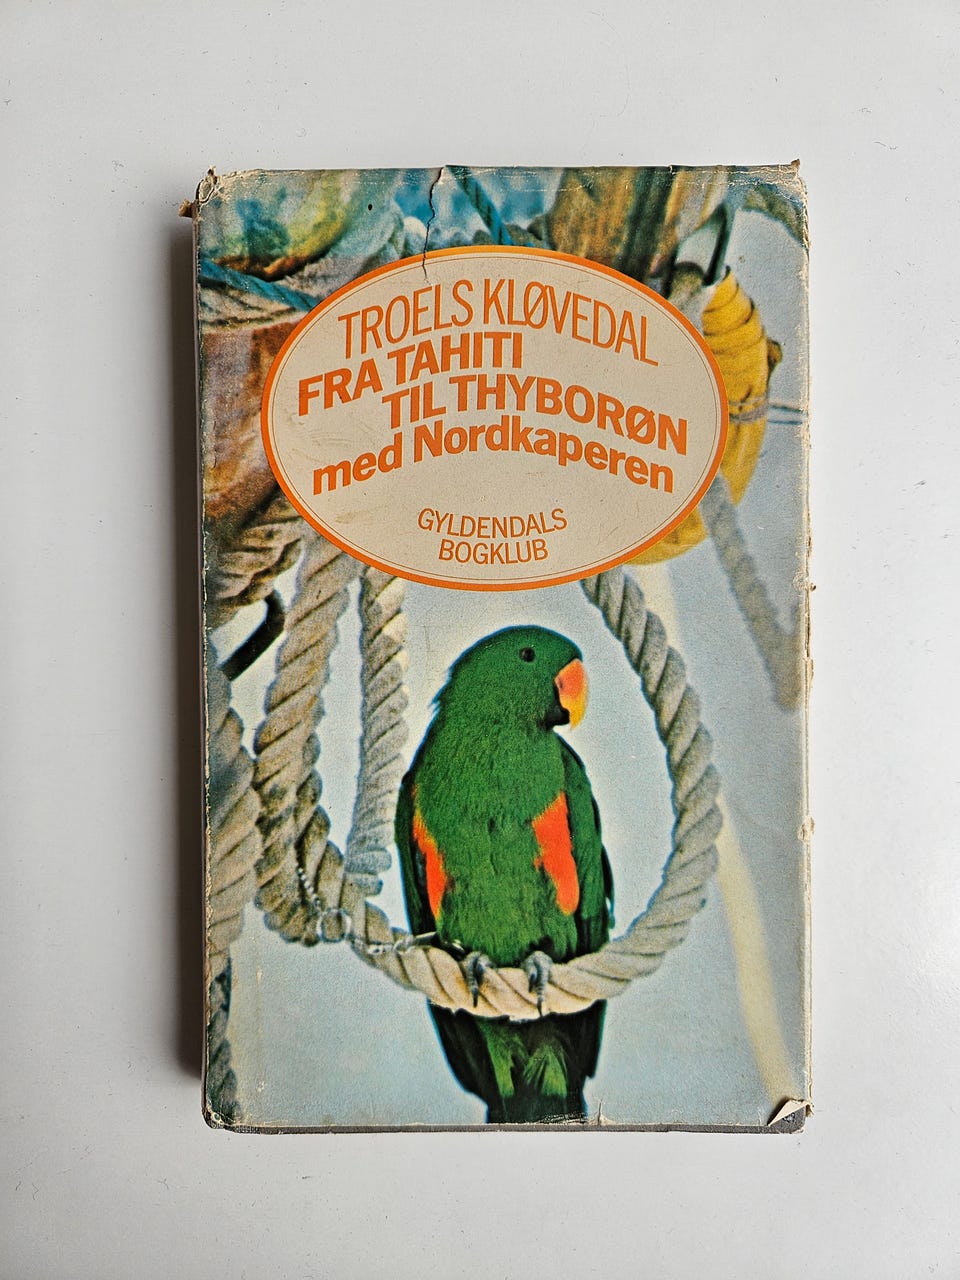 TROELS KLØVEDAL
FRA TAHITI
TIL THYBORØN
med Nordkaperen
GYLDENDALS
BOGKLUB